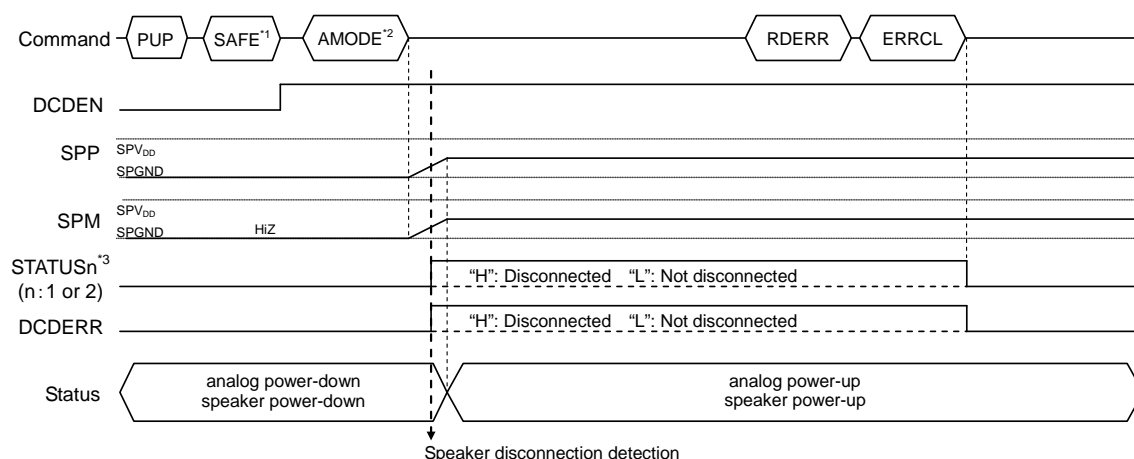 Command PUP SAFE*1 AMODE*2 RDERR ERRCL
DCDEN
SPP SPVDD
SPGND
SPM SPVDD
SPGND HiZ
STATUSn*3
(n:1 or 2)
"H": Disconnected "L": Not disconnected
DCDERR "H": Disconnected "L": Not disconnected
Status
analog power-down
speaker power-down
analog power-up
speaker power-up
Speaker disconnection detection